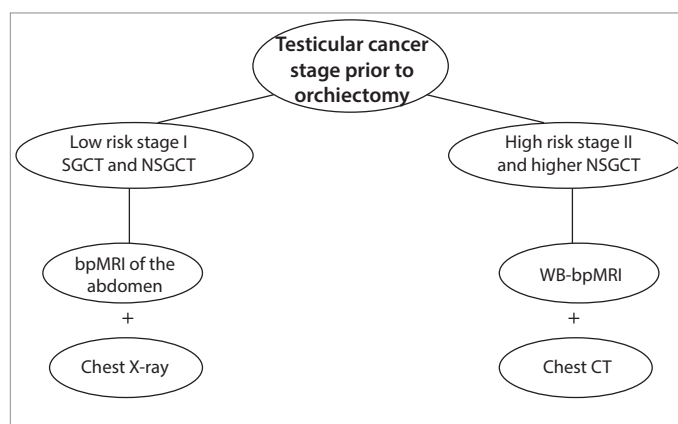 Testicular cancer
stage prior to
orchiectomy
Low risk stage I
SGCT and NSGCT
High risk stage II
and higher NSGCT
bpMRI of the
abdomen
WB-bpMRI
+
+
Chest X-ray
Chest CT